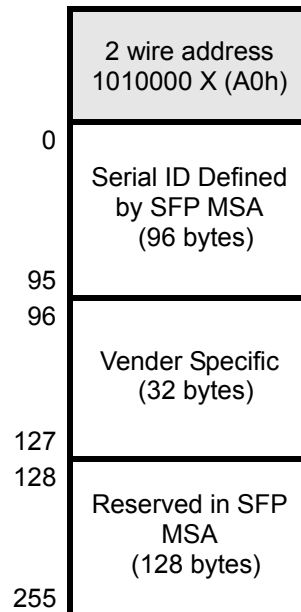 2 wire address
1010000 X (A0h)
0
Serial ID Defined
by SFP MSA
(96 bytes)
95
96
Vender Specific
(32 bytes)
127
128
Reserved in SFP
MSA
(128 bytes)
255